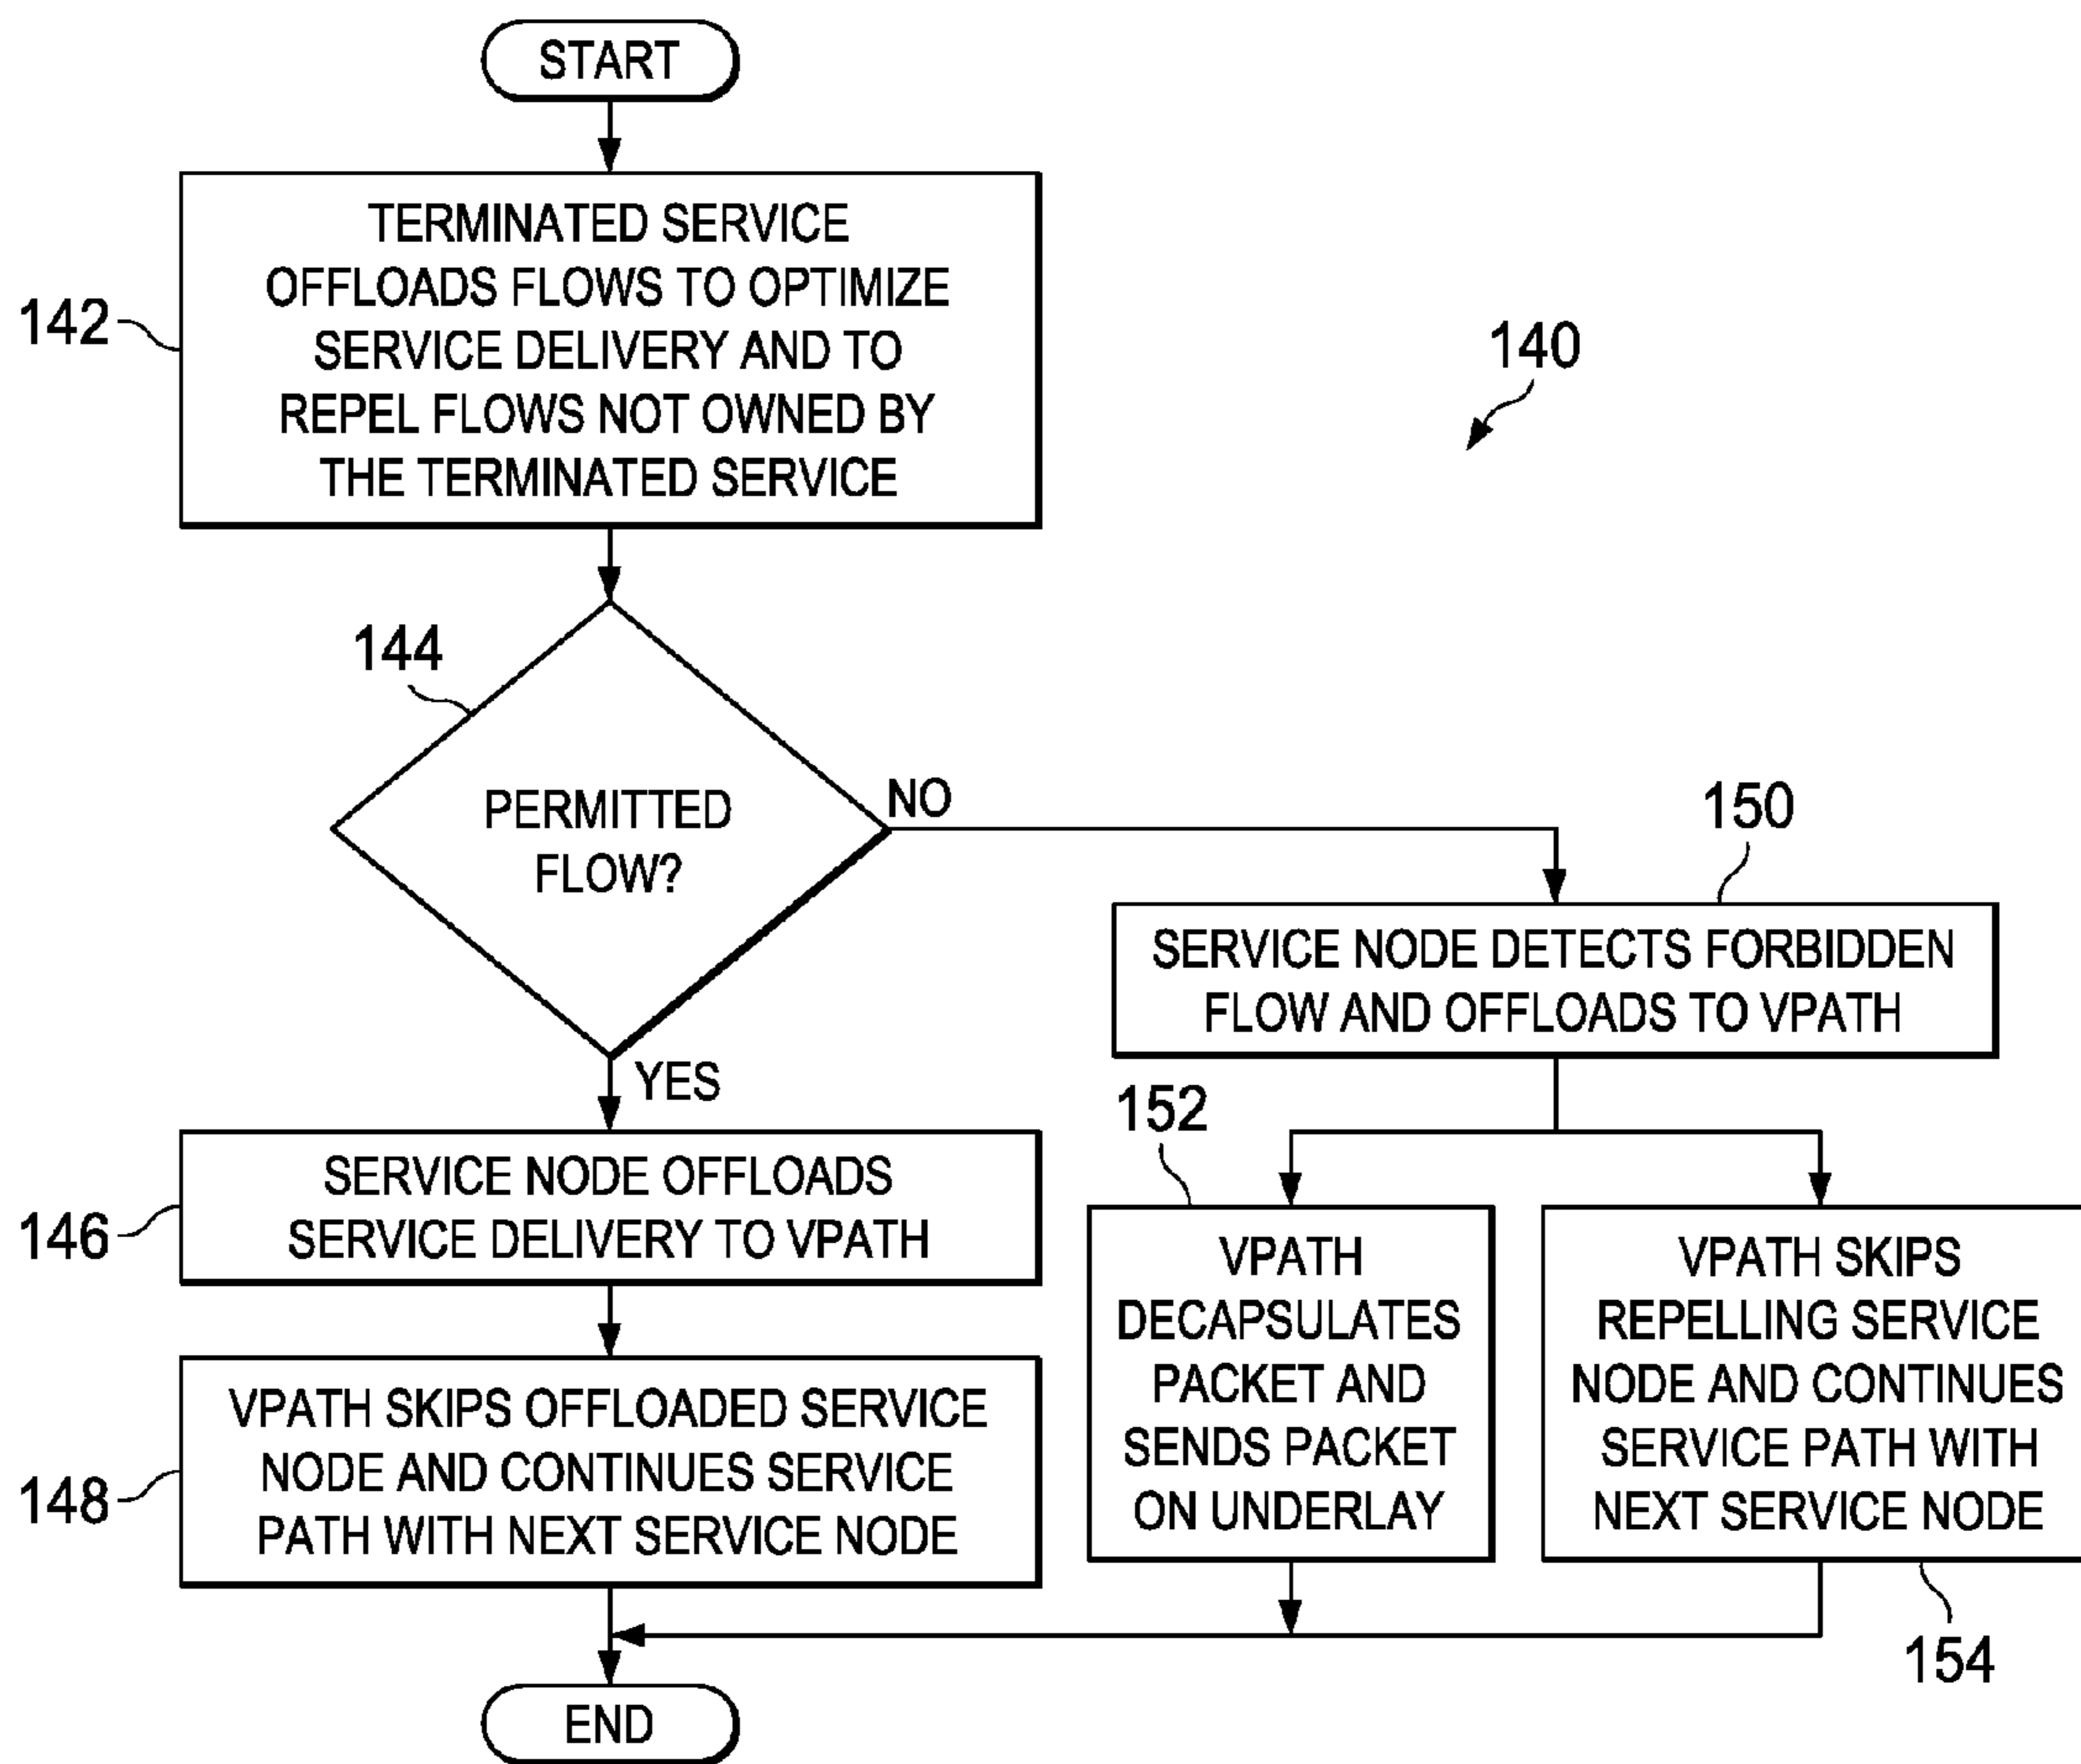 START
TERMINATED SERVICE
OFFLOADS FLOWS TO OPTIMIZE
SERVICE DELIVERY AND TO
REPEL FLOWS NOT OWNED BY
THE TERMINATED SERVICE
142
140
144
PERMITTED
FLOW?
NO
YES
150
SERVICE NODE DETECTS FORBIDDEN
FLOW AND OFFLOADS TO VPATH
146
SERVICE NODE OFFLOADS
SERVICE DELIVERY TO VPATH
148
VPATH SKIPS OFFLOADED SERVICE
NODE AND CONTINUES SERVICE
PATH WITH NEXT SERVICE NODE
152
VPATH
DECAPSULATES
PACKET AND
SENDS PACKET
ON UNDERLAY
VPATH SKIPS
REPELLING SERVICE
NODE AND CONTINUES
SERVICE PATH WITH
NEXT SERVICE NODE
154
END